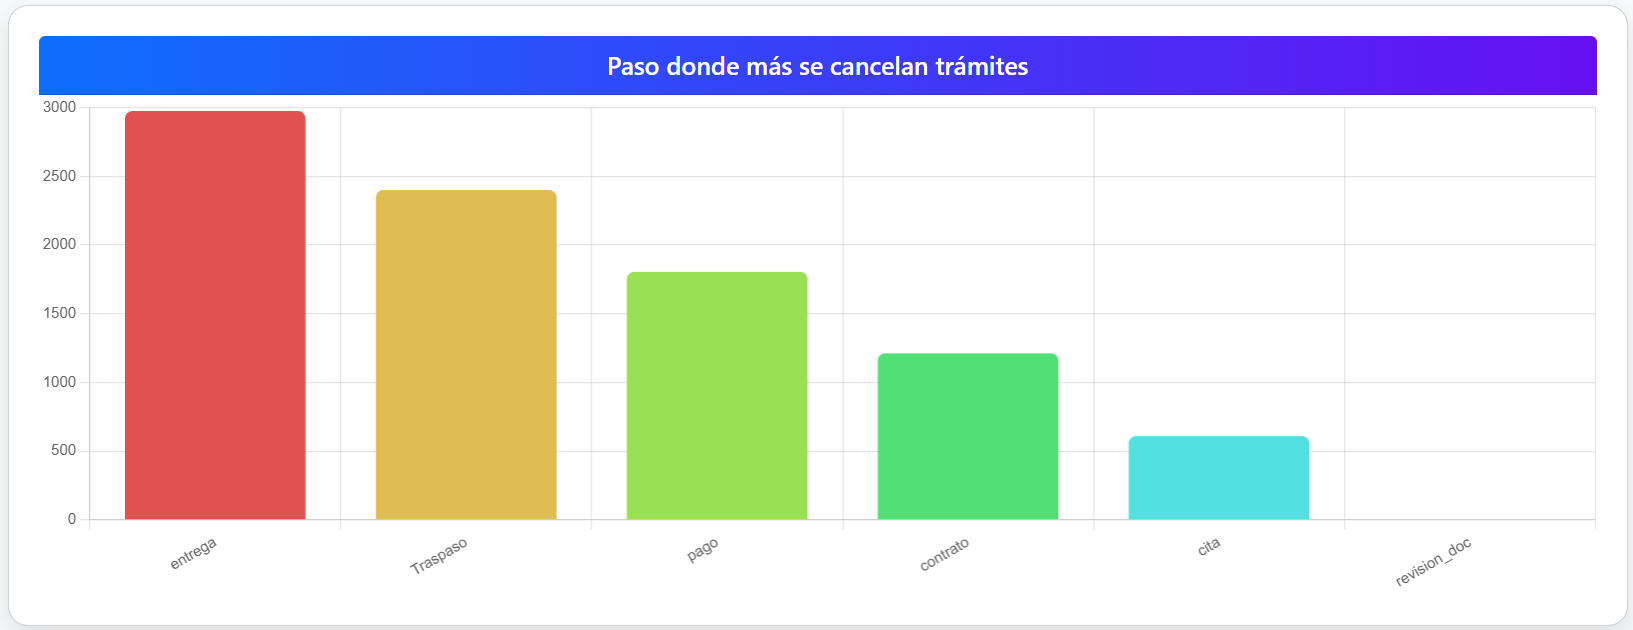 Paso donde más se cancelan trámites
3000
2500
2000
1500
1000
500
0
entrega
Traspaso
pago
contrato
cita
revision_doc